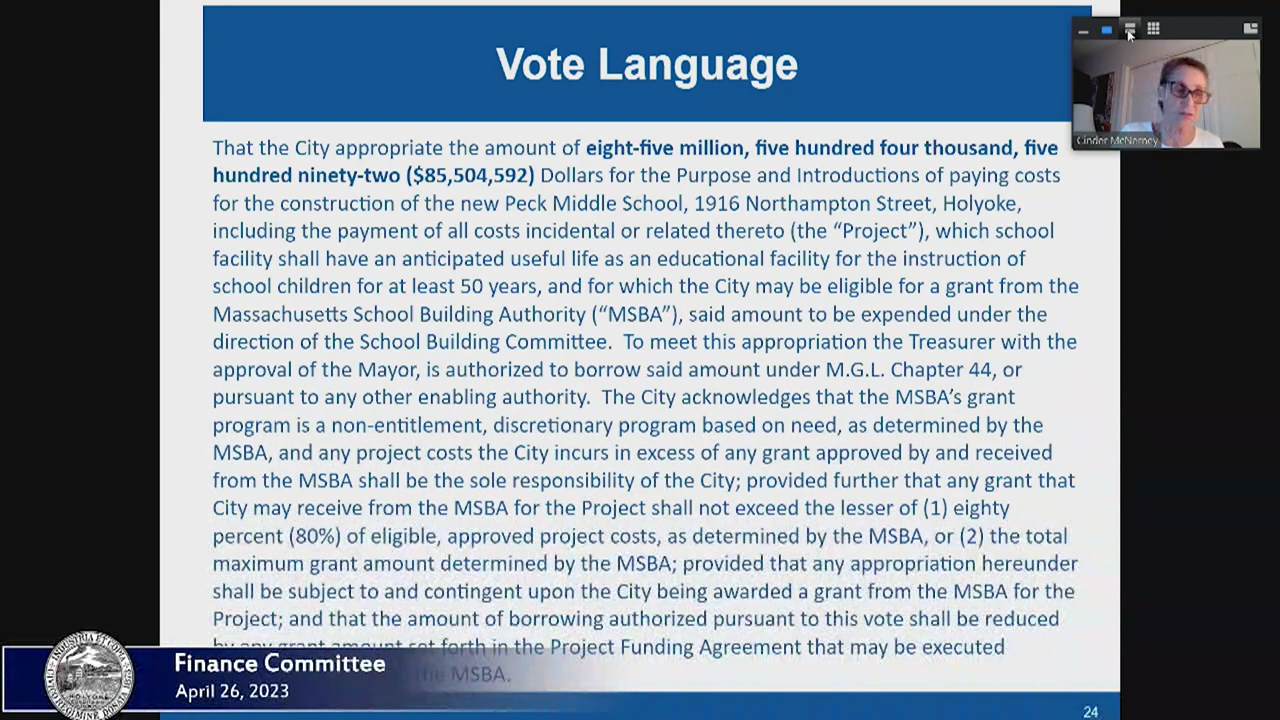 Vote Language
That the City appropriate the amount of eight-five million, five hundred four thousand, five
hundred ninety-two ($85,504,592) Dollars for the Purpose and Introductions of paying costs
for the construction of the new Peck Middle School, 1916 Northampton Street, Holyoke,
including the payment of all costs incidental or related thereto (the “Project”), which school
facility shall have an anticipated useful life as an educational facility for the instruction of
school children for at least 50 years, and for which the City may be eligible for a grant from the
Massachusetts School Building Authority (“MSBA”), said amount to be expended under the
direction of the School Building Committee.  To meet this appropriation the Treasurer with the
approval of the Mayor, is authorized to borrow said amount under M.G.L. Chapter 44, or
pursuant to any other enabling authority.  The City acknowledges that the MSBA’s grant
program is a non-entitlement, discretionary program based on need, as determined by the
MSBA, and any project costs the City incurs in excess of any grant approved by and received
from the MSBA shall be the sole responsibility of the City; provided further that any grant that
City may receive from the MSBA for the Project shall not exceed the lesser of (1) eighty
percent (80%) of eligible, approved project costs, as determined by the MSBA, or (2) the total
maximum grant amount determined by the MSBA; provided that any appropriation hereunder
shall be subject to and contingent upon the City being awarded a grant from the MSBA for the
Project; and that the amount of borrowing authorized pursuant to this vote shall be reduced
by any grant amount set forth in the Project Funding Agreement that may be executed
the MSBA.
24
Cinder McNerney
Finance Committee
April 26, 2023
HOLYOKE